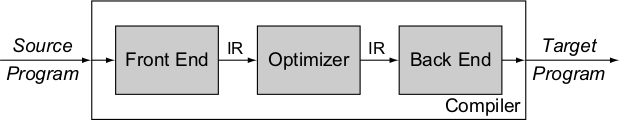 Source
Program
Front End
IR
Optimizer
IR
Back End
Compiler
Target
Program